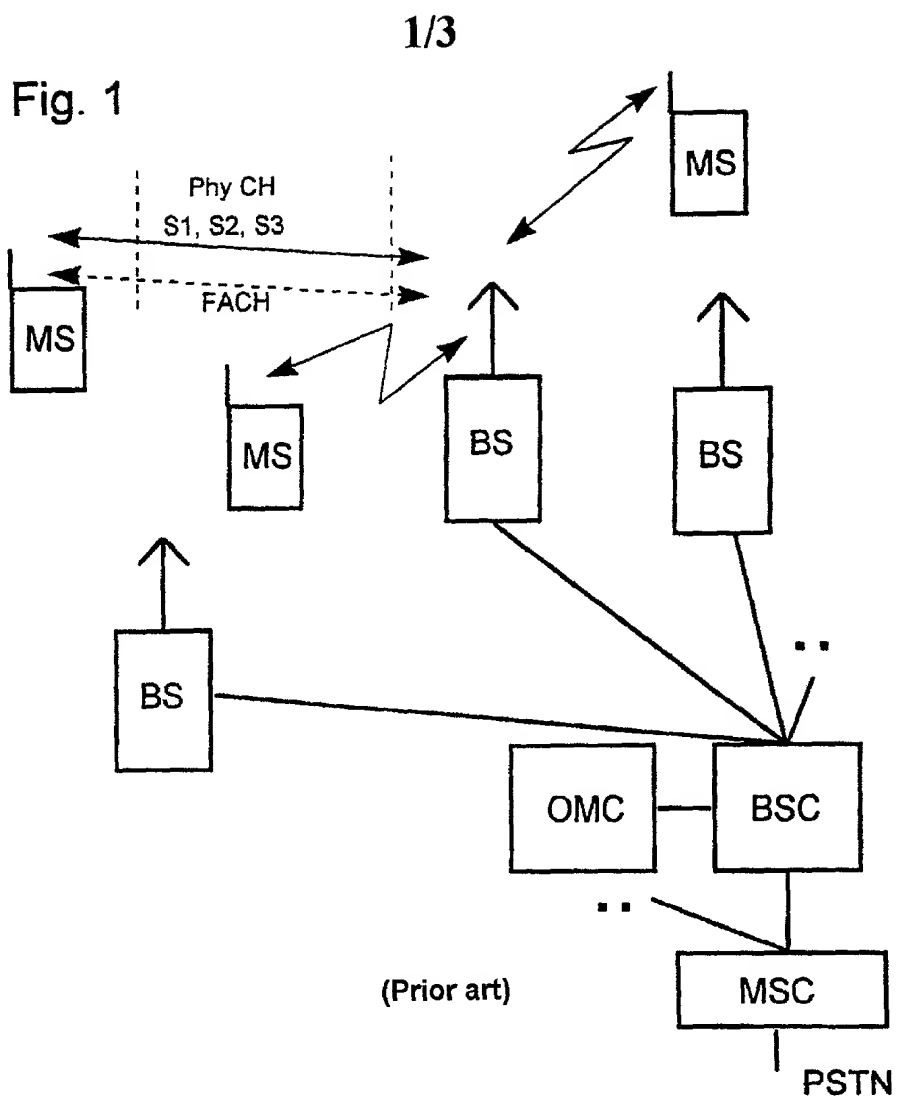 1/3
Fig. 1
MS
Phy CH
S1, S2, S3
FACH
MS
MS
BS
BS
BS
OMC
BSC
(Prior art)
MSC
PSTN